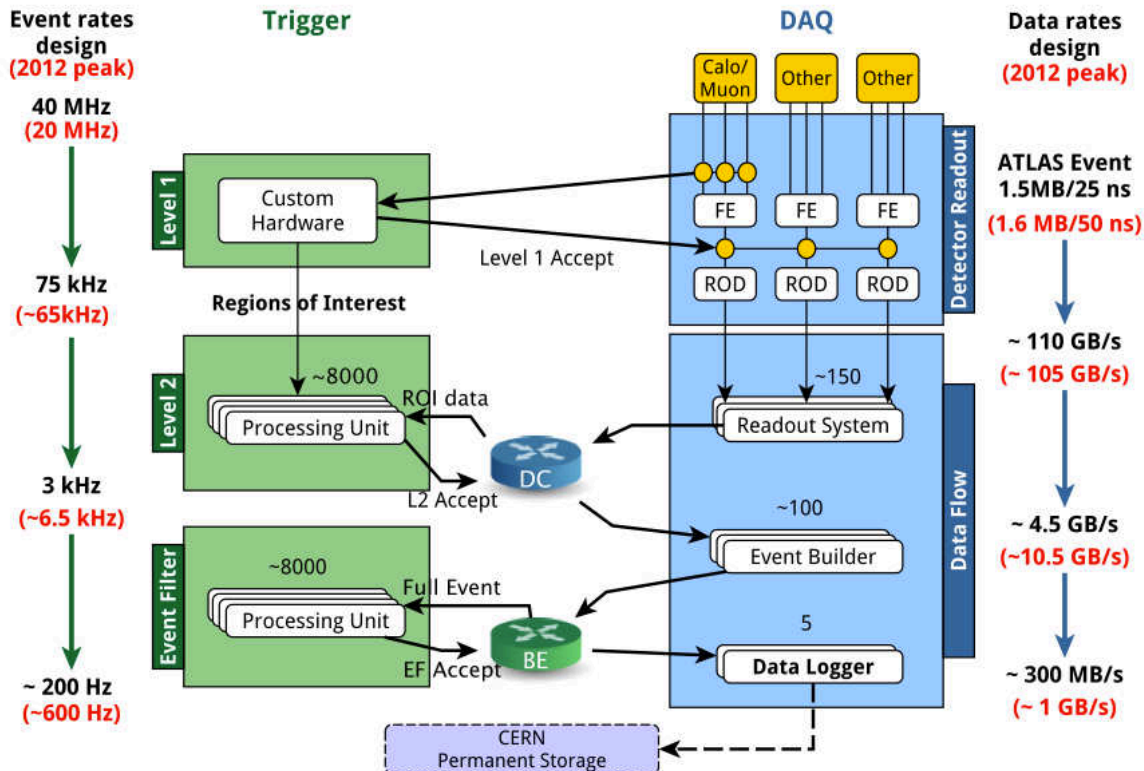 Event rates
design
(2012 peak)
40 MHz
(20 MHz)
75 kHz
(~65kHz)
3 kHz
(~6.5 kHz)
~ 200 Hz
(~600 Hz)
Trigger
Level 1
Custom
Hardware
Level 1 Accept
Regions of Interest
Level 2
~8000
Processing Unit
ROI data
L2 Accept
DC
Event Filter
~8000
Processing Unit
Full Event
EF Accept
BE
DAQ
Calo/
Muon
Other
Other
FE
FE
FE
ROD
ROD
ROD
Detector Readout
~150
Readout System
~100
Event Builder
5
Data Logger
Data Flow
CERN
Permanent Storage
Data rates
design
(2012 peak)
ATLAS Event
1.5MB/25 ns
(1.6 MB/50 ns)
~ 110 GB/s
(~ 105 GB/s)
~ 4.5 GB/s
(~10.5 GB/s)
~ 300 MB/s
(~ 1 GB/s)